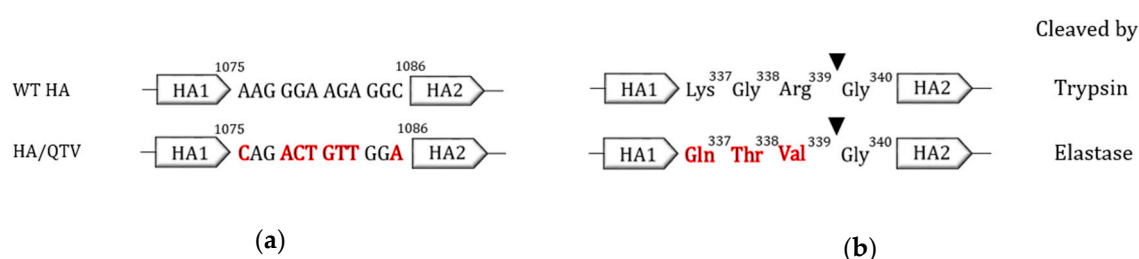 Cleaved by
WT HA HA1 1075 AAG GGA AGA GGC 1086 HA2 HA1 Lys 337 Gly 338 Arg 339 Gly 340 HA2 Trypsin
HA/QTV HA1 1075 CAG ACT GTT GGA 1086 HA2 HA1 Gln 337 Thr 338 Val 339 Gly 340 HA2 Elastase
(a) (b)